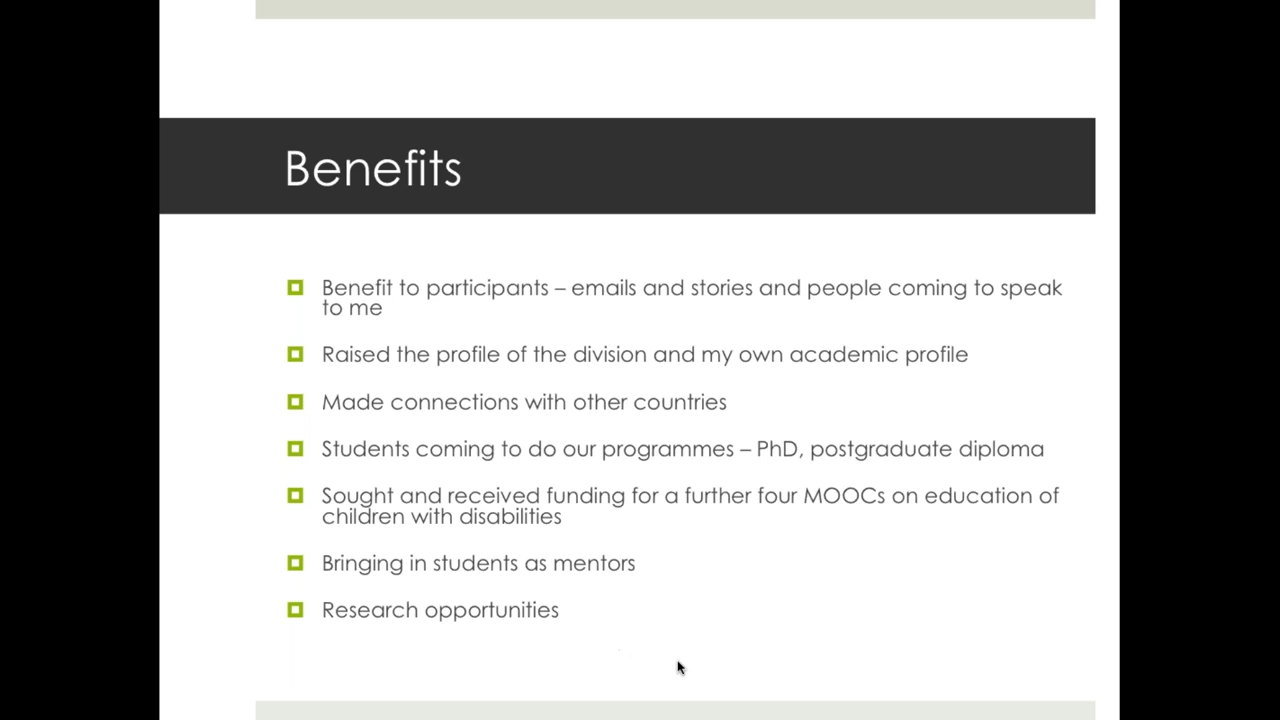 Benefits
Benefit to participants – emails and stories and people coming to speak
to me
Raised the profile of the division and my own academic profile
Made connections with other countries
Students coming to do our programmes – PhD, postgraduate diploma
Sought and received funding for a further four MOOCs on education of
children with disabilities
Bringing in students as mentors
Research opportunities